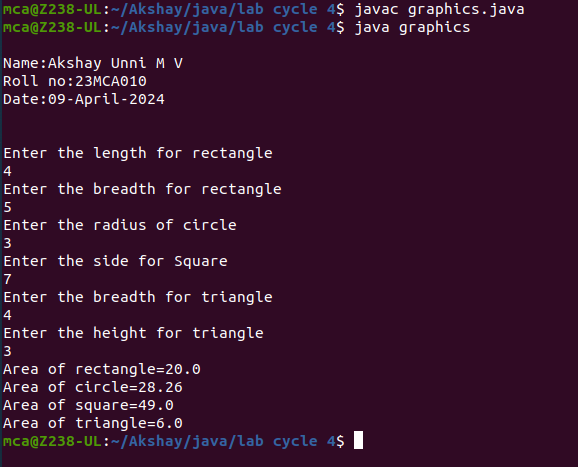 mca@Z238-UL:~/Akshay/java/lab cycle 4$ javac graphics.java
mca@Z238-UL:~/Akshay/java/lab cycle 4$ java graphics
Name:Akshay Unni M V
Roll no:23MCA010
Date:09-April-2024
Enter the length for rectangle
4
Enter the breadth for rectangle
5
Enter the radius of circle
3
Enter the side for Square
7
Enter the breadth for triangle
4
Enter the height for triangle
3
Area of rectangle=20.0
Area of circle=28.26
Area of square=49.0
Area of triangle=6.0
mca@Z238-UL:~/Akshay/java/lab cycle 4$